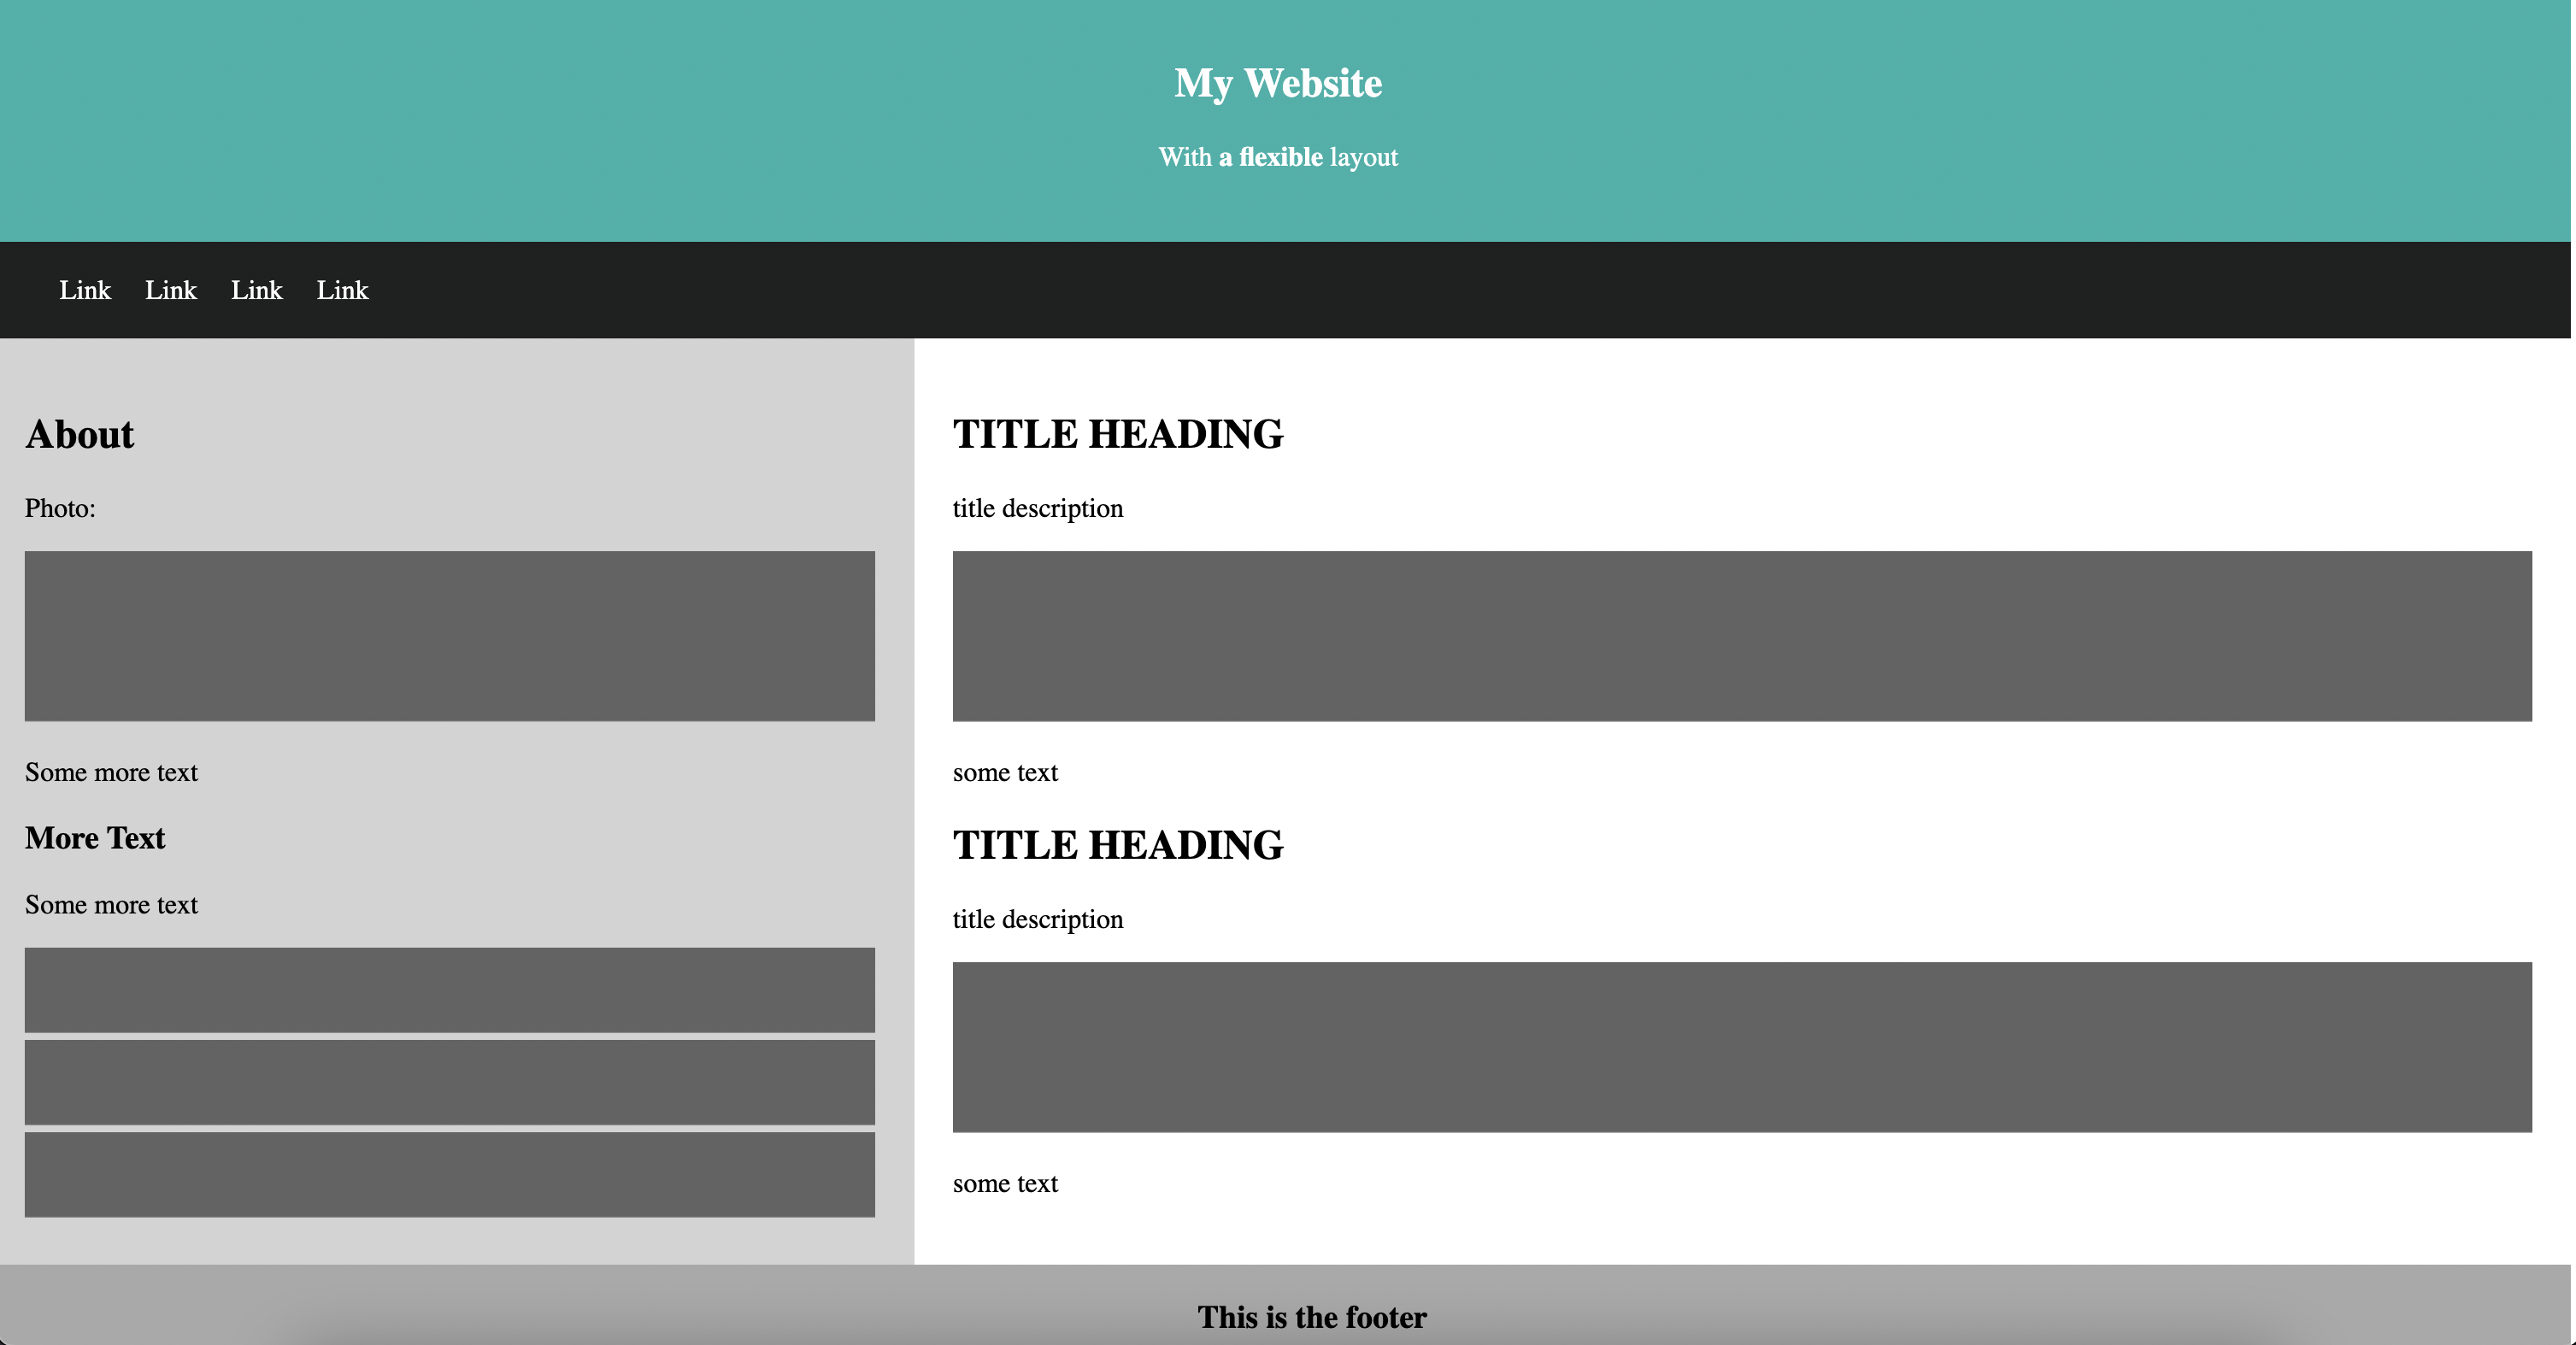 My Website
With a flexible layout
Link Link Link Link
About
Photo:
Some more text
More Text
Some more text
TITLE HEADING
title description
some text
TITLE HEADING
title description
some text
This is the footer